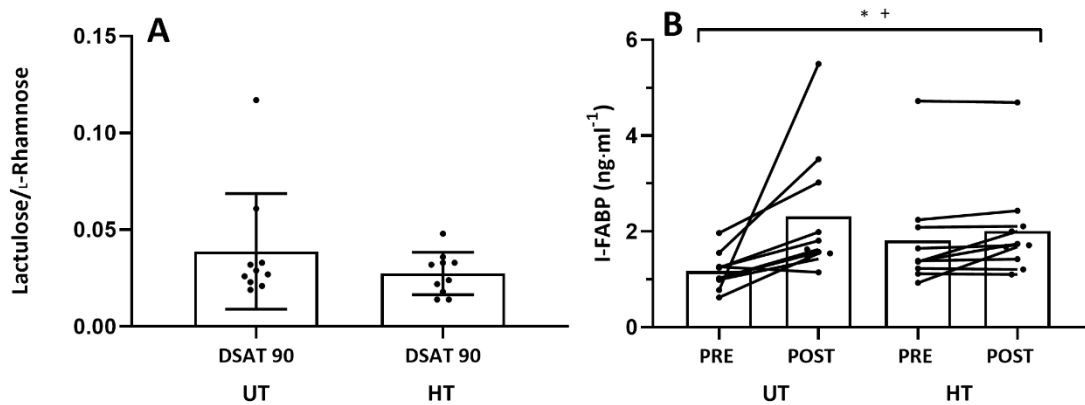 A
Lactulose/L-Rhamnose
0.15
0.10
0.05
0.00
DSAT 90
DSAT 90
UT
HT
B
* +
I-FABP (ng·ml⁻¹)
6
4
2
0
PRE
POST
PRE
POST
UT
HT